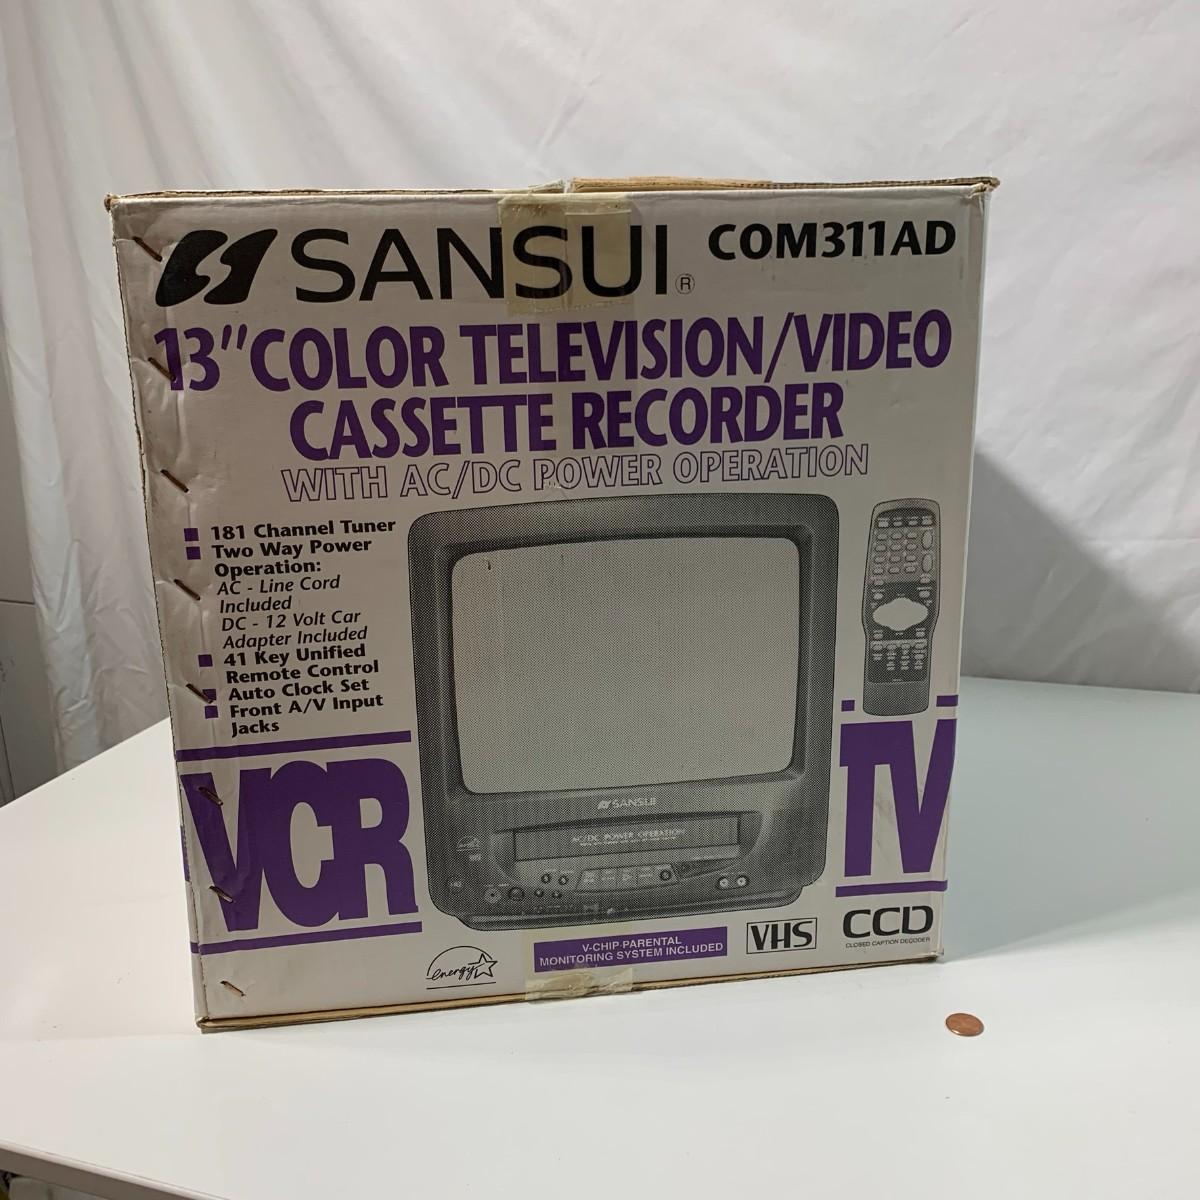 SANSUI®
COM311AD
13" COLOR TELEVISION/VIDEO
CASSETTE RECORDER
WITH AC/DC POWER OPERATION
181 Channel Tuner
Two Way Power
Operation:
AC - Line Cord
Included
DC - 12 Volt Car
Adapter Included
41 Key Unified
Remote Control
Auto Clock Set
Front A/V Input
Jacks
VCR
SANSUI
AC/DC POWER OPERATION
TV
energy
V-CHIP PARENTAL
MONITORING SYSTEM INCLUDED
VHS
CCD
CLOSED CAPTION DECODER